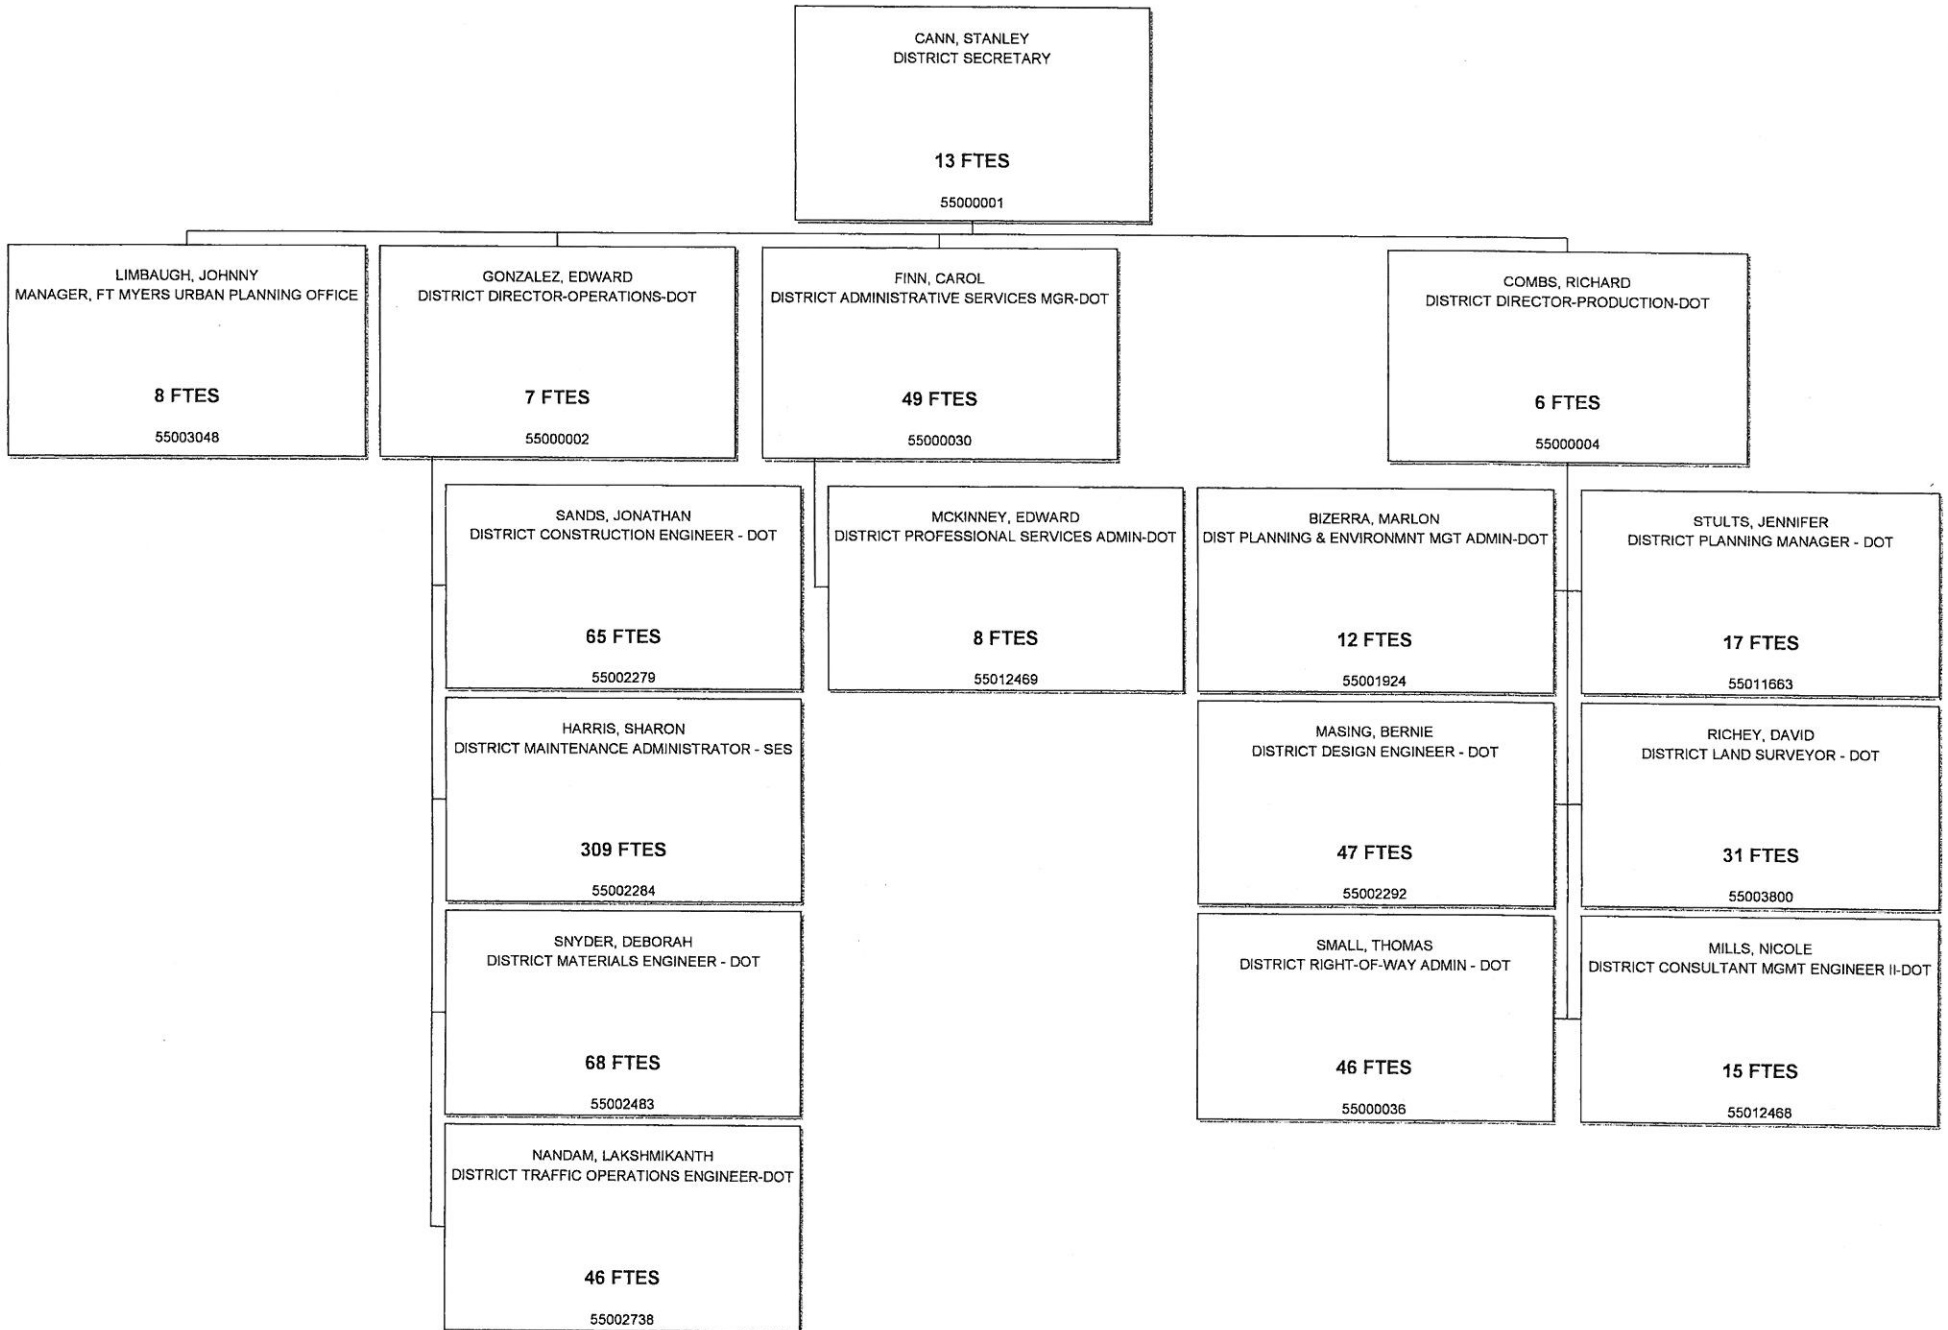 CANN, STANLEY
DISTRICT SECRETARY
13 FTES
55000001
LIMBAUGH, JOHNNY
MANAGER, FT MYERS URBAN PLANNING OFFICE
8 FTES
55003048
GONZALEZ, EDWARD
DISTRICT DIRECTOR-OPERATIONS-DOT
7 FTES
55000002
FINN, CAROL
DISTRICT ADMINISTRATIVE SERVICES MGR-DOT
49 FTES
55000030
COMBS, RICHARD
DISTRICT DIRECTOR-PRODUCTION-DOT
6 FTES
55000004
SANDS, JONATHAN
DISTRICT CONSTRUCTION ENGINEER - DOT
65 FTES
55002279
MCKINNEY, EDWARD
DISTRICT PROFESSIONAL SERVICES ADMIN-DOT
8 FTES
55012469
BIZERRA, MARLON
DIST PLANNING & ENVIRONMNT MGT ADMIN-DOT
12 FTES
55001924
STULTS, JENNIFER
DISTRICT PLANNING MANAGER - DOT
17 FTES
55011663
HARRIS, SHARON
DISTRICT MAINTENANCE ADMINISTRATOR - SES
309 FTES
55002284
MASING, BERNIE
DISTRICT DESIGN ENGINEER - DOT
47 FTES
55002292
RICHEY, DAVID
DISTRICT LAND SURVEYOR - DOT
31 FTES
55003800
SNYDER, DEBORAH
DISTRICT MATERIALS ENGINEER - DOT
68 FTES
55002483
SMALL, THOMAS
DISTRICT RIGHT-OF-WAY ADMIN - DOT
46 FTES
55000036
MILLS, NICOLE
DISTRICT CONSULTANT MGMT ENGINEER II-DOT
15 FTES
55012468
NANDAM, LAKSHMIKANTH
DISTRICT TRAFFIC OPERATIONS ENGINEER-DOT
46 FTES
55002738